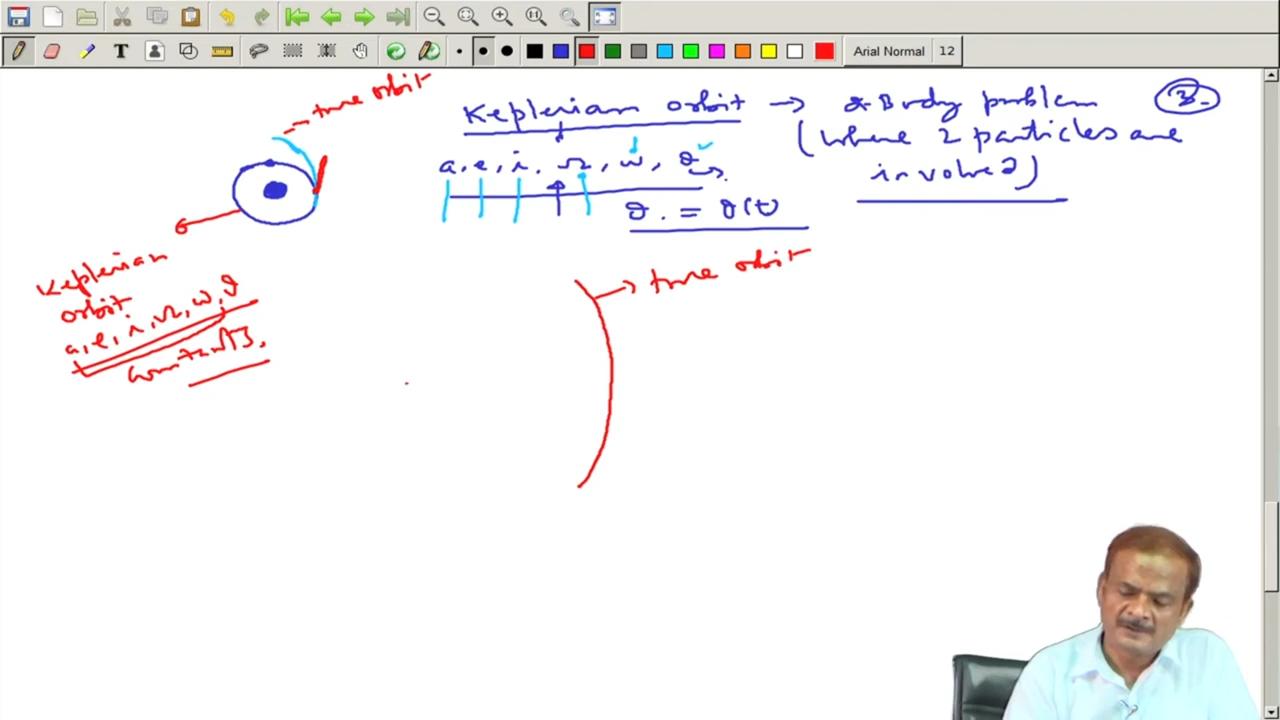 T
Arial Normal 12
true orbit
Keplerian orbit → 2 Body problem
3.
(where 2 particles are
involved)
a, e, i, Ω, ω, θ
θ = θ(t)
Keplerian
orbit
a, e, i, Ω, ω, θ
constants.
→ true orbit